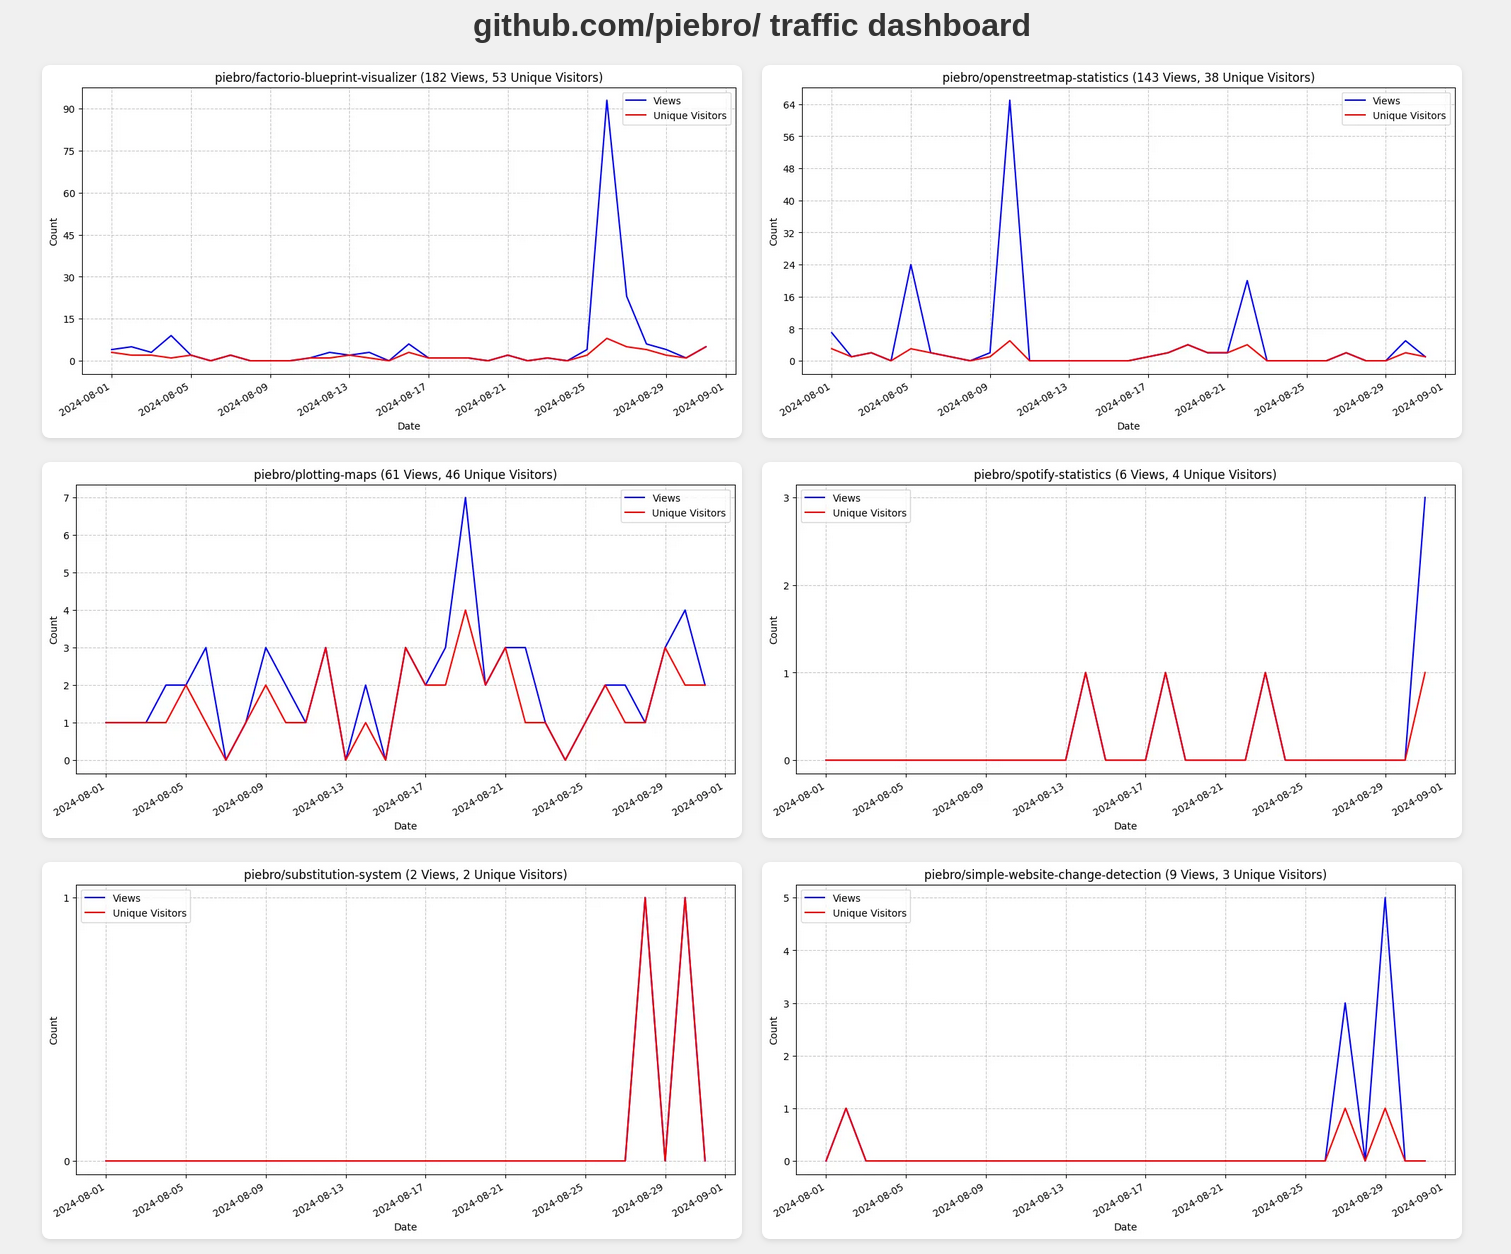 github.com/piebro/ traffic dashboard
piebro/factorio-blueprint-visualizer (182 Views, 53 Unique Visitors)
Views
Unique Visitors
90
75
60
45
30
15
0
Count
2024-08-01 2024-08-05 2024-08-09 2024-08-13 2024-08-17 2024-08-21 2024-08-25 2024-08-29 2024-09-01
Date
piebro/openstreetmap-statistics (143 Views, 38 Unique Visitors)
Views
Unique Visitors
64
56
48
40
32
24
16
8
0
Count
2024-08-01 2024-08-05 2024-08-09 2024-08-13 2024-08-17 2024-08-21 2024-08-25 2024-08-29 2024-09-01
Date
piebro/plotting-maps (61 Views, 46 Unique Visitors)
Views
Unique Visitors
7
6
5
4
3
2
1
0
Count
2024-08-01 2024-08-05 2024-08-09 2024-08-13 2024-08-17 2024-08-21 2024-08-25 2024-08-29 2024-09-01
Date
piebro/spotify-statistics (6 Views, 4 Unique Visitors)
Views
Unique Visitors
3
2
1
0
Count
2024-08-01 2024-08-05 2024-08-09 2024-08-13 2024-08-17 2024-08-21 2024-08-25 2024-08-29 2024-09-01
Date
piebro/substitution-system (2 Views, 2 Unique Visitors)
Views
Unique Visitors
1
0
Count
2024-08-01 2024-08-05 2024-08-09 2024-08-13 2024-08-17 2024-08-21 2024-08-25 2024-08-29 2024-09-01
Date
piebro/simple-website-change-detection (9 Views, 3 Unique Visitors)
Views
Unique Visitors
5
4
3
2
1
0
Count
2024-08-01 2024-08-05 2024-08-09 2024-08-13 2024-08-17 2024-08-21 2024-08-25 2024-08-29 2024-09-01
Date